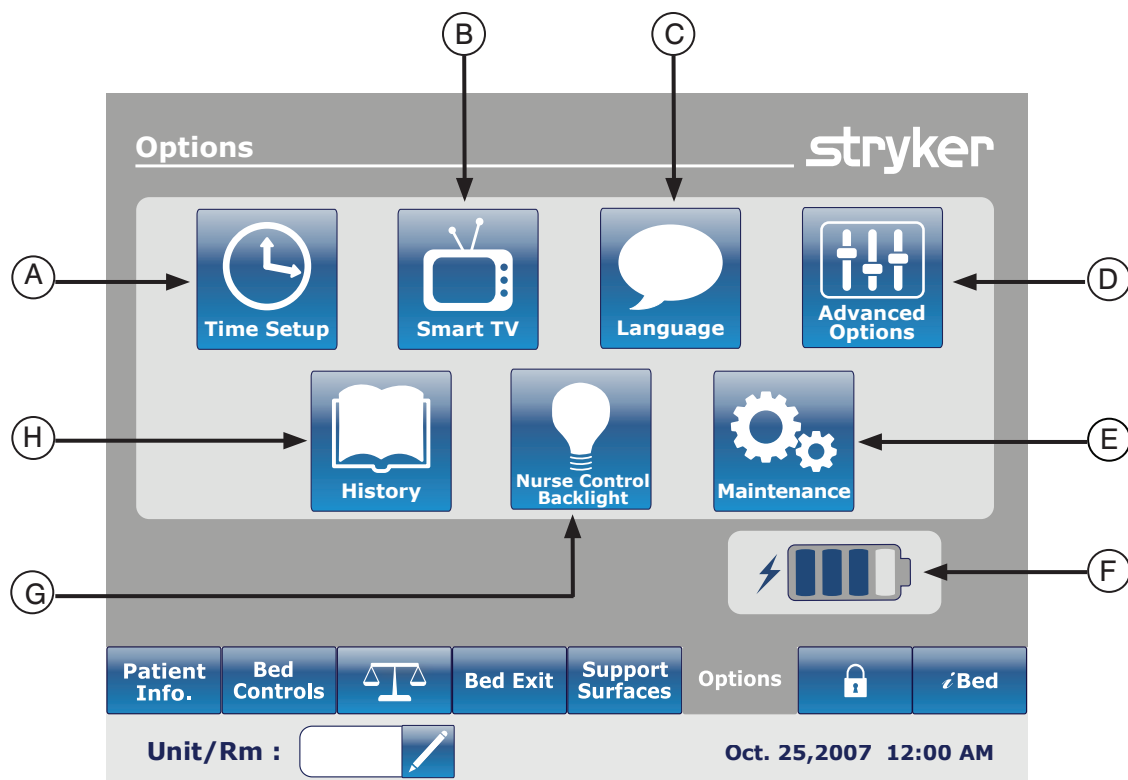 B
C
Options
stryker
A
Time Setup
Smart TV
Language
Advanced
Options
D
H
History
Nurse Control
Backlight
Maintenance
E
G
F
Patient
Info.
Bed
Controls
Bed Exit
Support
Surfaces
Options
iBed
Unit/Rm :
Oct. 25,2007 12:00 AM